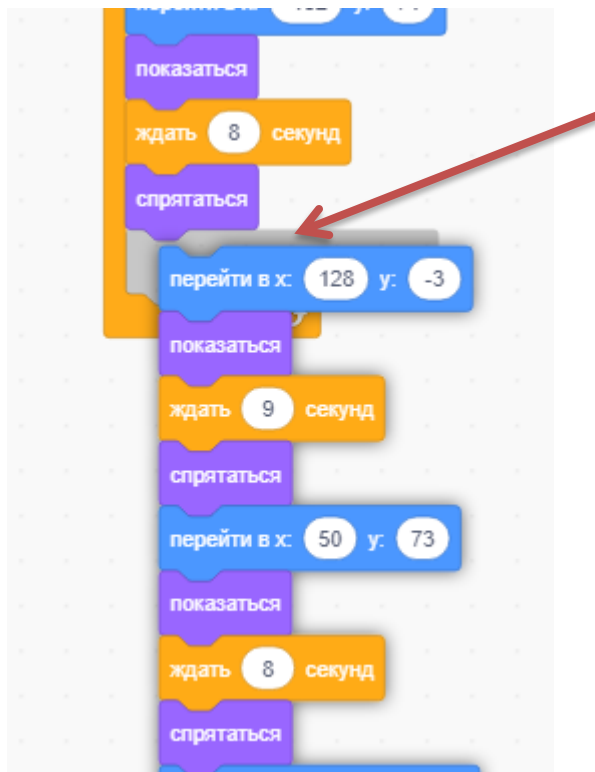 показаться
ждать 8 секунд
спрятаться
перейти в x: 128 y: -3
показаться
ждать 9 секунд
спрятаться
перейти в x: 50 y: 73
показаться
ждать 8 секунд
спрятаться